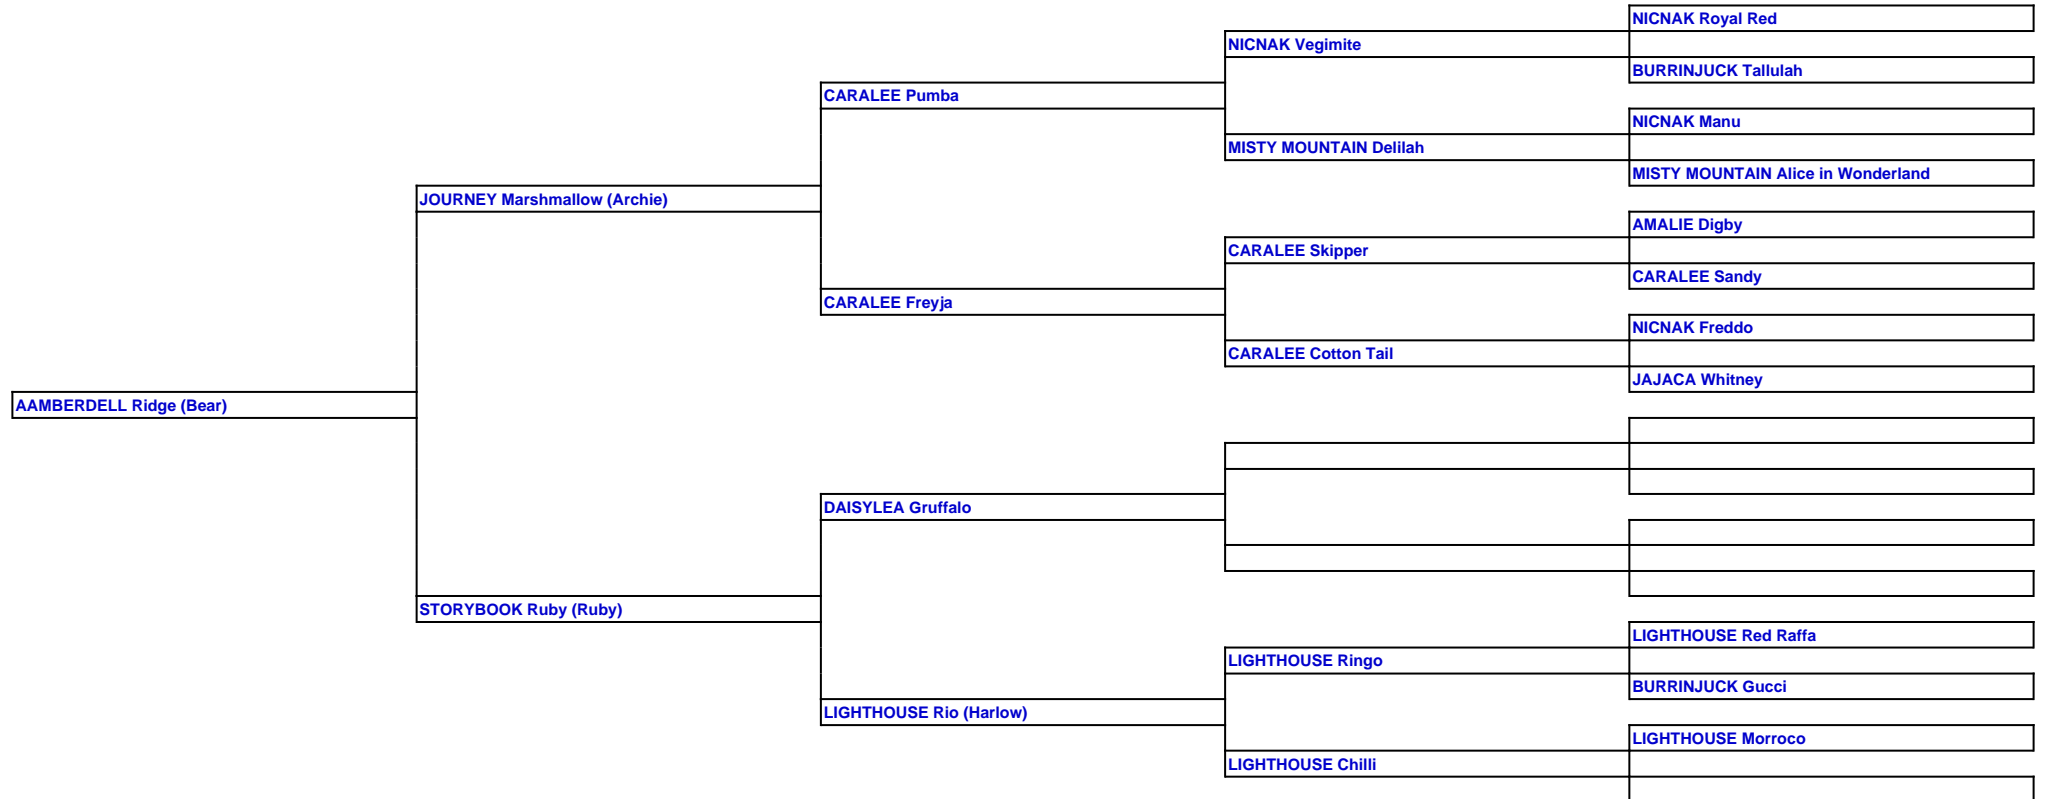 NICNAK Royal Red
NICNAK Vegimite
BURRINJUCK Tallulah
CARALEE Pumba
NICNAK Manu
MISTY MOUNTAIN Delilah
MISTY MOUNTAIN Alice in Wonderland
JOURNEY Marshmallow (Archie)
AMALIE Digby
CARALEE Skipper
CARALEE Sandy
CARALEE Freyja
NICNAK Freddo
CARALEE Cotton Tail
JAJACA Whitney
AAMBERDELL Ridge (Bear)
DAISYLEA Gruffalo
STORYBOOK Ruby (Ruby)
LIGHTHOUSE Red Raffa
LIGHTHOUSE Ringo
BURRINJUCK Gucci
LIGHTHOUSE Rio (Harlow)
LIGHTHOUSE Morroco
LIGHTHOUSE Chilli